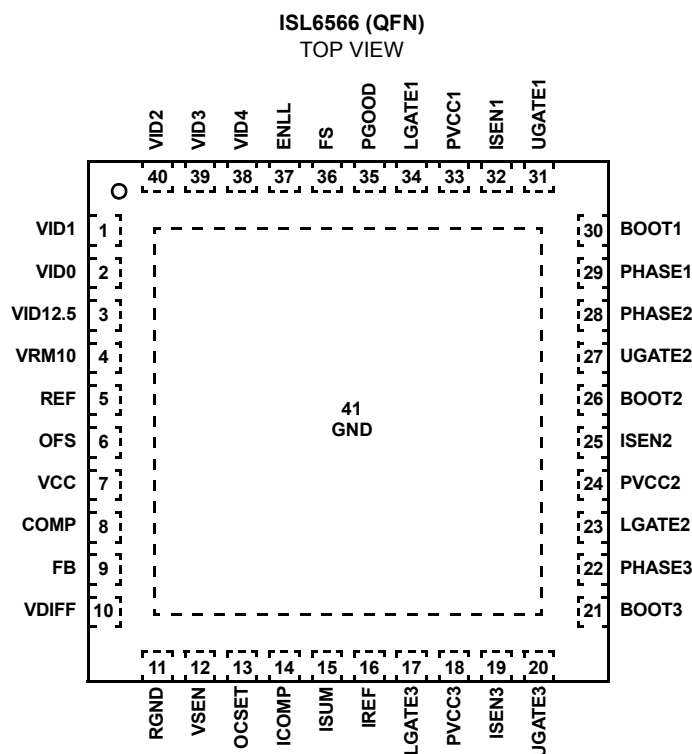 ISL6566 (QFN)
TOP VIEW
VID2
VID3
VID4
ENLL
FS
PGOOD
LGATE1
PVCC1
ISEN1
UGATE1
40 39 38 37 36 35 34 33 32 31
VID1 1
VID0 2
VID12.5 3
VRM10 4
REF 5
OFS 6
VCC 7
COMP 8
FB 9
VDIFF 10
41
GND
30 BOOT1
29 PHASE1
28 PHASE2
27 UGATE2
26 BOOT2
25 ISEN2
24 PVCC2
23 LGATE2
22 PHASE3
21 BOOT3
11 12 13 14 15 16 17 18 19 20
RGND
VSEN
OCSET
ICOMP
ISUM
IREF
LGATE3
PVCC3
ISEN3
UGATE3